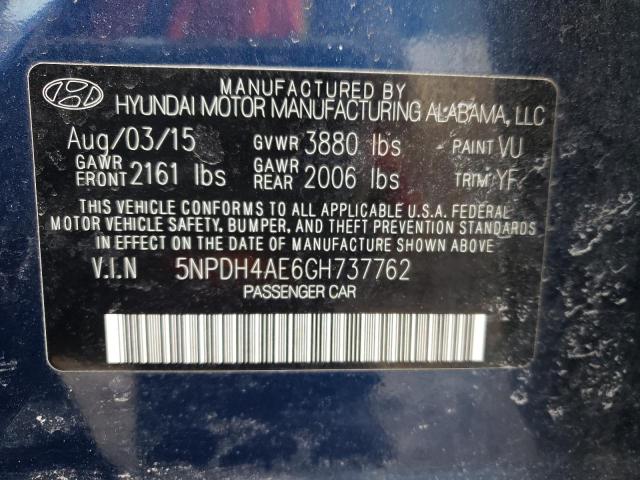 MANUFACTURED BY
HYUNDAI MOTOR MANUFACTURING ALABAMA, LLC
Aug/03/15 GVWR 3880 lbs PAINT VU
GAWR FRONT 2161 lbs GAWR REAR 2006 lbs TRIM YF
THIS VEHICLE CONFORMS TO ALL APPLICABLE U.S.A. FEDERAL
MOTOR VEHICLE SAFETY, BUMPER, AND THEFT PREVENTION
STANDARDS IN EFFECT ON THE DATE OF MANUFACTURE SHOWN ABOVE.
V.I.N 5NPDH4AE6GH737762
PASSENGER CAR